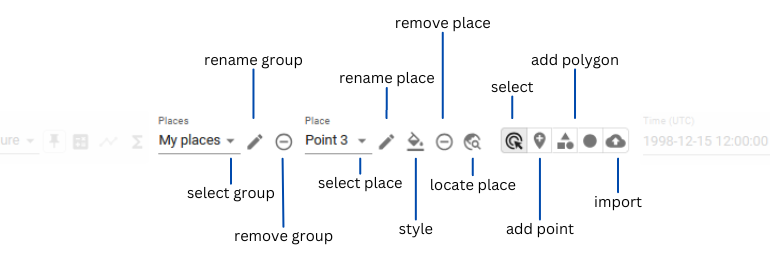 remove place
rename group
add polygon
rename place
select
Places
Place
Time (UTC)
ure
My places
Point 3
1998-12-15 12:00:00
select group
select place
locate place
import
remove group
style
add point